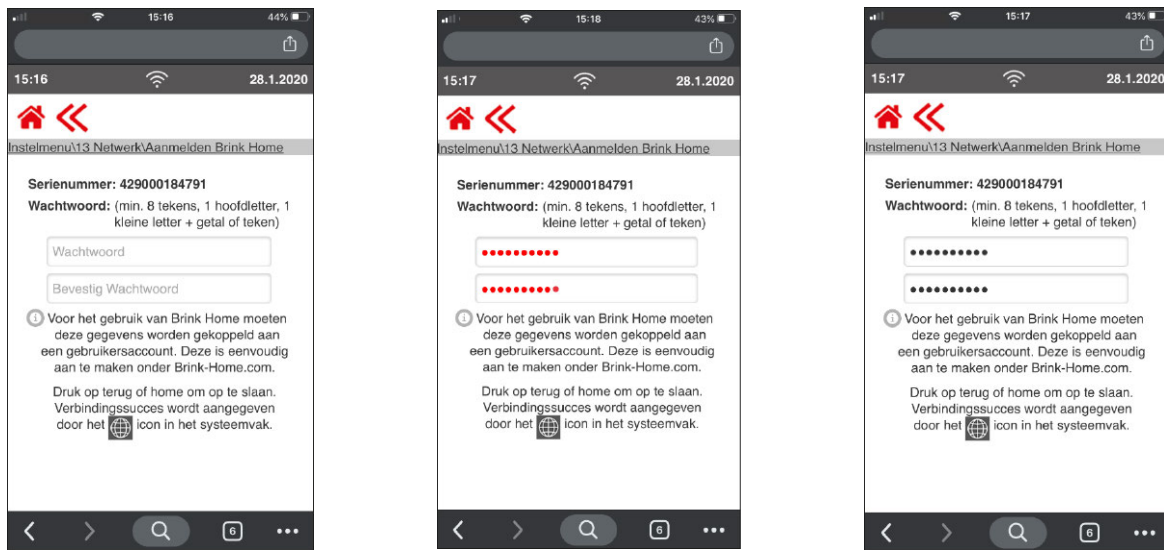 15:16
44%
15:16
28.1.2020
Instelmenu\13 Netwerk\Aanmelden Brink Home
Serienummer: 429000184791
Wachtwoord: (min. 8 tekens, 1 hoofdletter, 1
kleine letter + getal of teken)
Wachtwoord
Bevestig Wachtwoord
Voor het gebruik van Brink Home moeten
deze gegevens worden gekoppeld aan
een gebruikersaccount. Deze is eenvoudig
aan te maken onder Brink-Home.com.
Druk op terug of home om op te slaan.
Verbindingssucces wordt aangegeven
door het icon in het systeemvak.
6
15:18
43%
15:17
28.1.2020
Instelmenu\13 Netwerk\Aanmelden Brink Home
Serienummer: 429000184791
Wachtwoord: (min. 8 tekens, 1 hoofdletter, 1
kleine letter + getal of teken)
••••••••••
••••••••••
Voor het gebruik van Brink Home moeten
deze gegevens worden gekoppeld aan
een gebruikersaccount. Deze is eenvoudig
aan te maken onder Brink-Home.com.
Druk op terug of home om op te slaan.
Verbindingssucces wordt aangegeven
door het icon in het systeemvak.
6
15:17
43%
15:17
28.1.2020
Instelmenu\13 Netwerk\Aanmelden Brink Home
Serienummer: 429000184791
Wachtwoord: (min. 8 tekens, 1 hoofdletter, 1
kleine letter + getal of teken)
••••••••••
••••••••••
Voor het gebruik van Brink Home moeten
deze gegevens worden gekoppeld aan
een gebruikersaccount. Deze is eenvoudig
aan te maken onder Brink-Home.com.
Druk op terug of home om op te slaan.
Verbindingssucces wordt aangegeven
door het icon in het systeemvak.
6